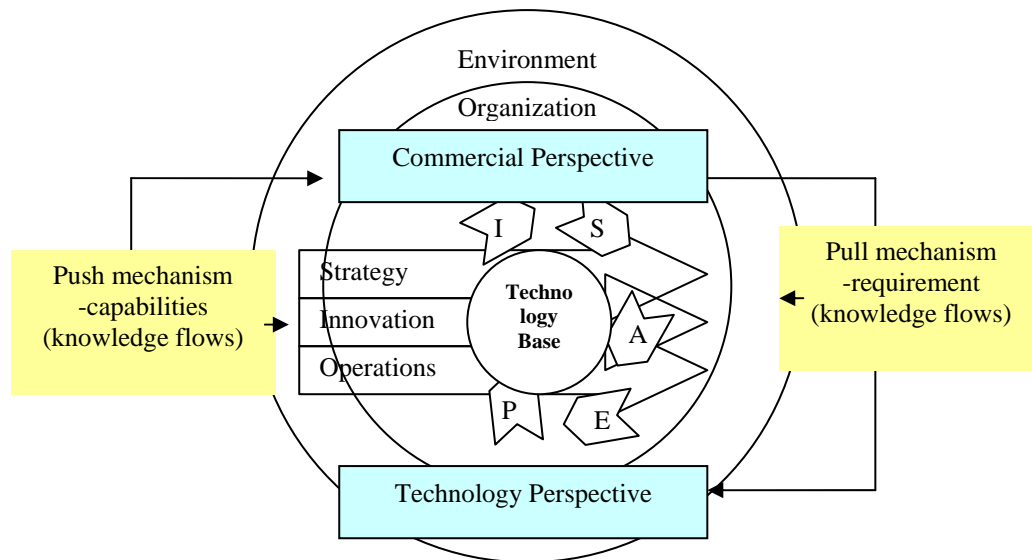 Environment
Organization
Commercial Perspective
I
S
Push mechanism
-capabilities
(knowledge flows)
Strategy
Innovation
Operations
Techno
logy
Base
A
P
E
Pull mechanism
-requirement
(knowledge flows)
Technology Perspective